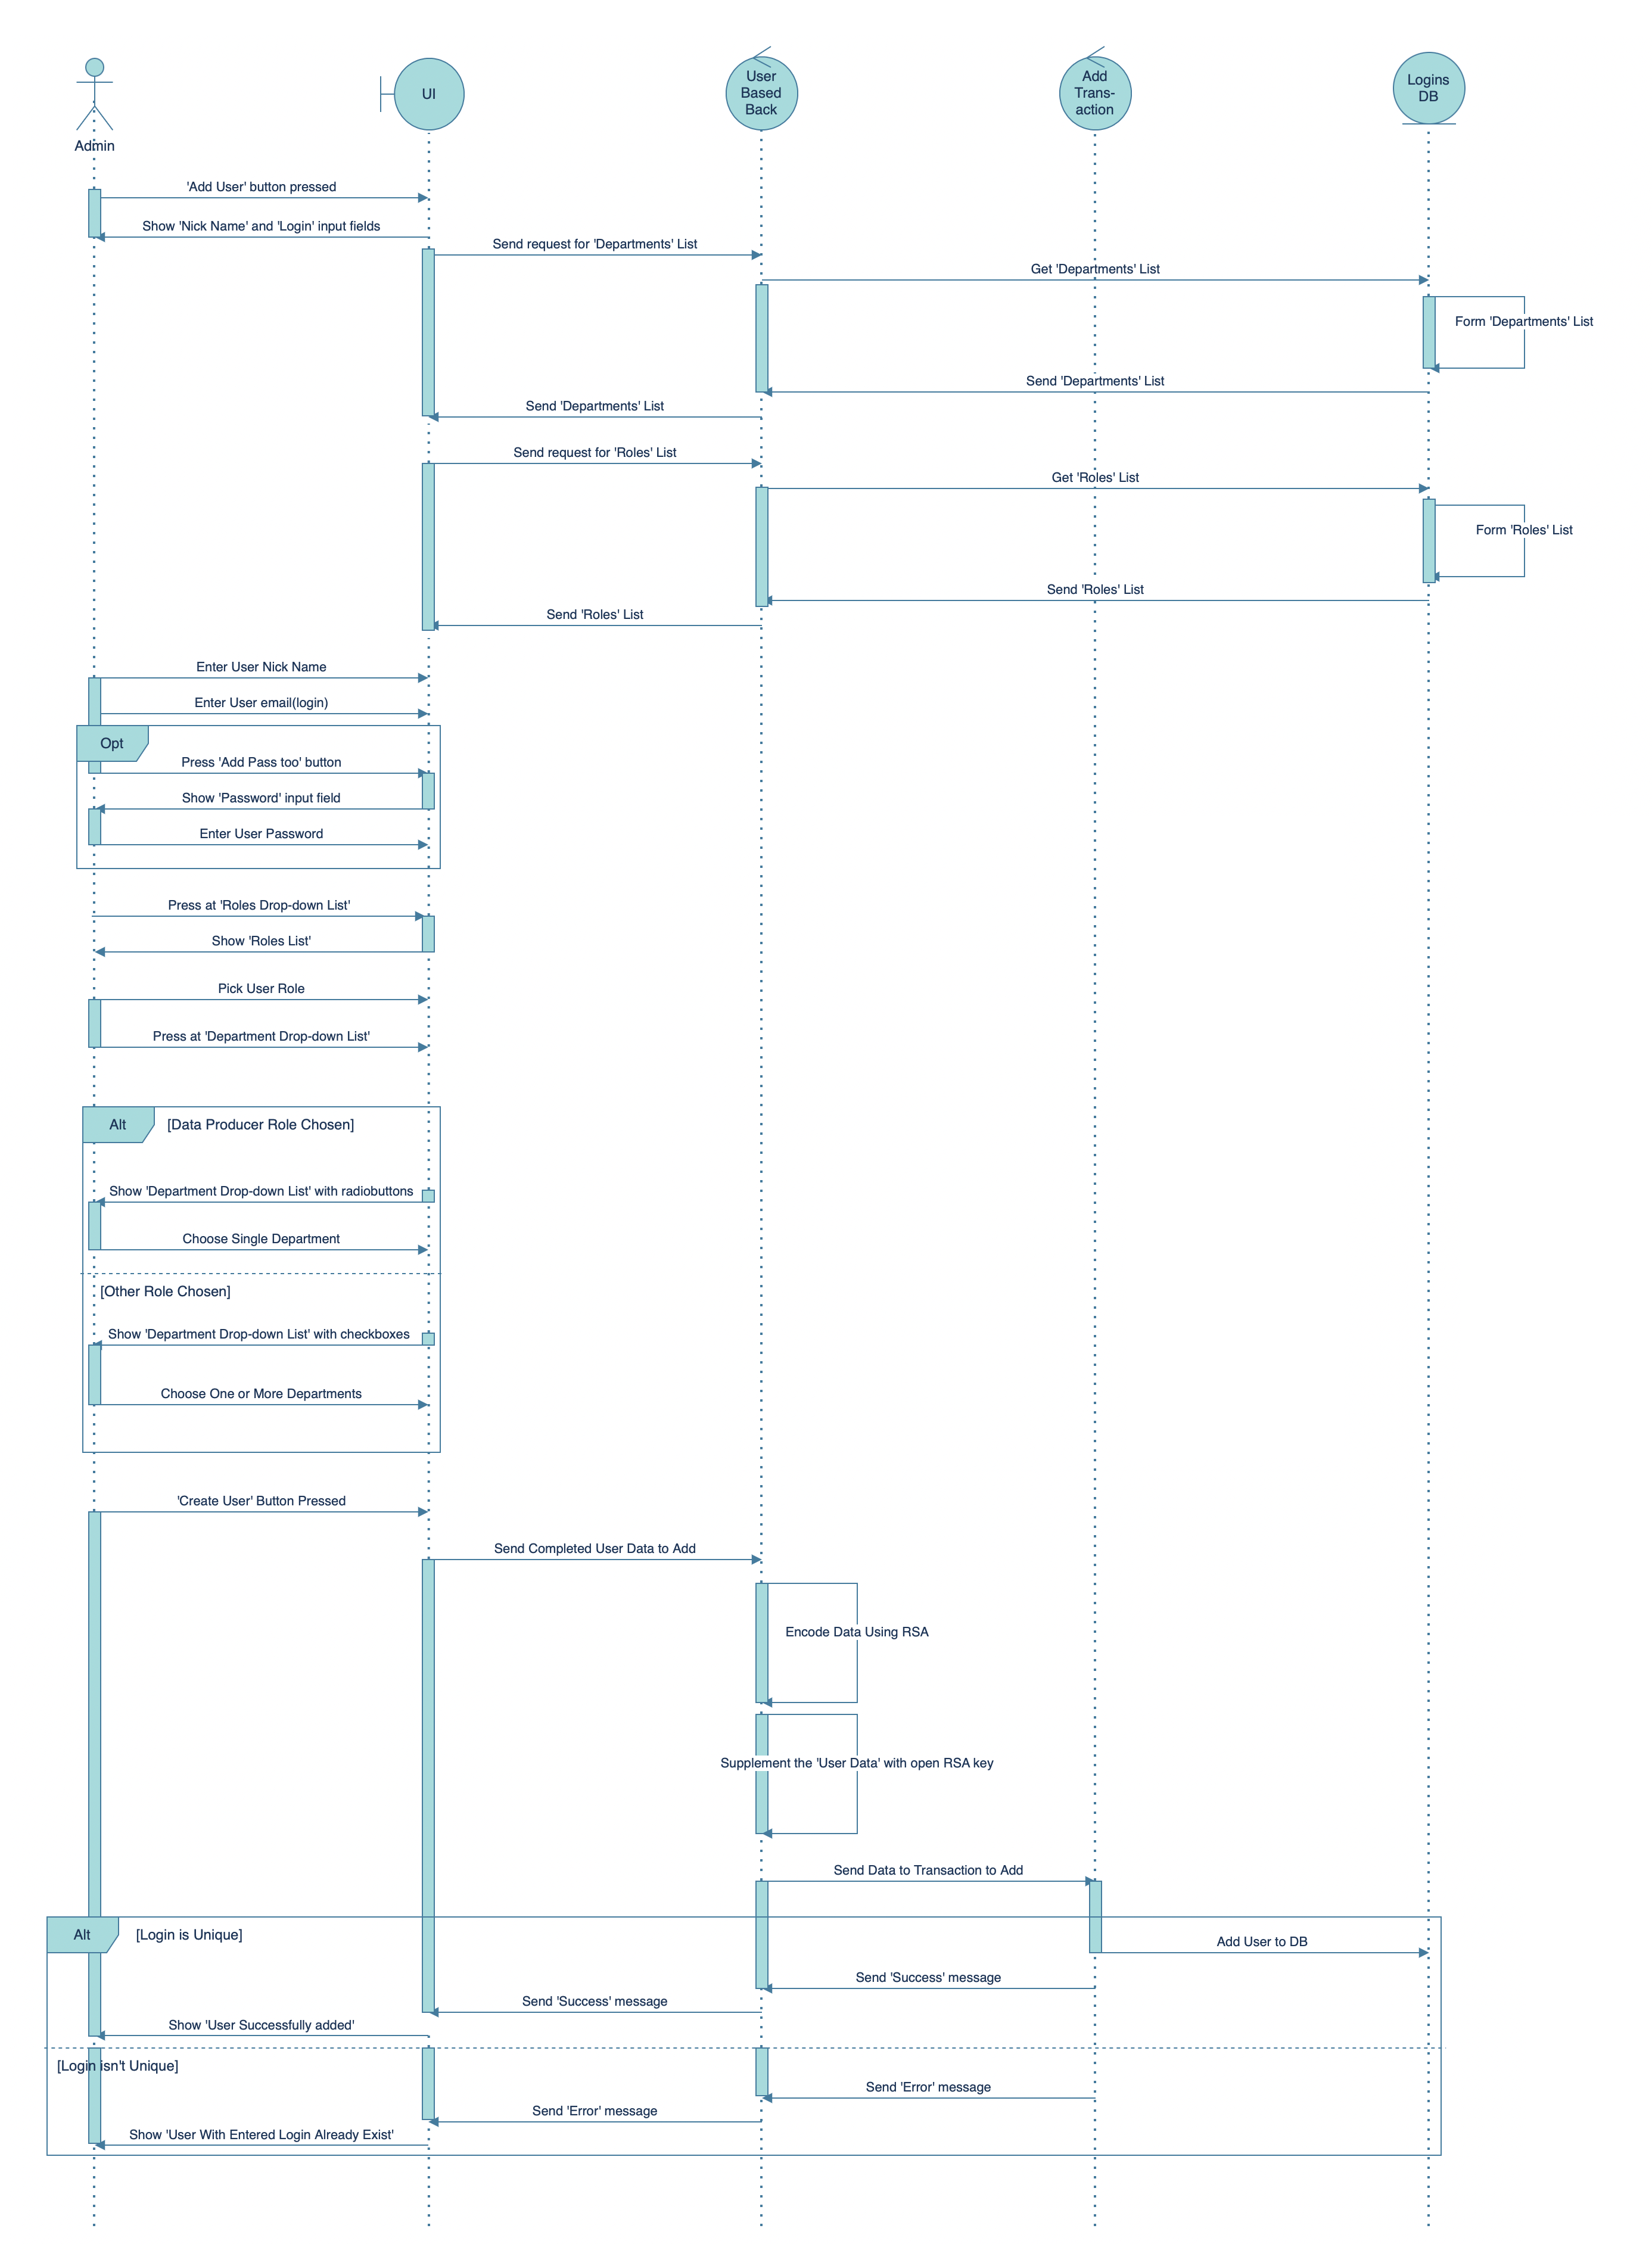 Admin
UI
User
Based
Back
Add
Trans-
action
Logins
DB
'Add User' button pressed
Show 'Nick Name' and 'Login' input fields
Send request for 'Departments' List
Get 'Departments' List
Form 'Departments' List
Send 'Departments' List
Send 'Departments' List
Send request for 'Roles' List
Get 'Roles' List
Form 'Roles' List
Send 'Roles' List
Send 'Roles' List
Enter User Nick Name
Enter User email(login)
Opt
Press 'Add Pass too' button
Show 'Password' input field
Enter User Password
Press at 'Roles Drop-down List'
Show 'Roles List'
Pick User Role
Press at 'Department Drop-down List'
Alt
[Data Producer Role Chosen]
Show 'Department Drop-down List' with radiobuttons
Choose Single Department
[Other Role Chosen]
Show 'Department Drop-down List' with checkboxes
Choose One or More Departments
'Create User' Button Pressed
Send Completed User Data to Add
Encode Data Using RSA
Supplement the 'User Data' with open RSA key
Send Data to Transaction to Add
Alt
[Login is Unique]
Add User to DB
Send 'Success' message
Send 'Success' message
Show 'User Successfully added'
[Login isn't Unique]
Send 'Error' message
Send 'Error' message
Show 'User With Entered Login Already Exist'